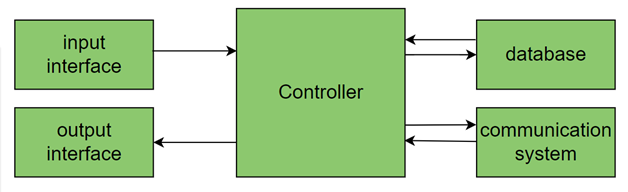 input
interface
output
interface
Controller
database
communication
system